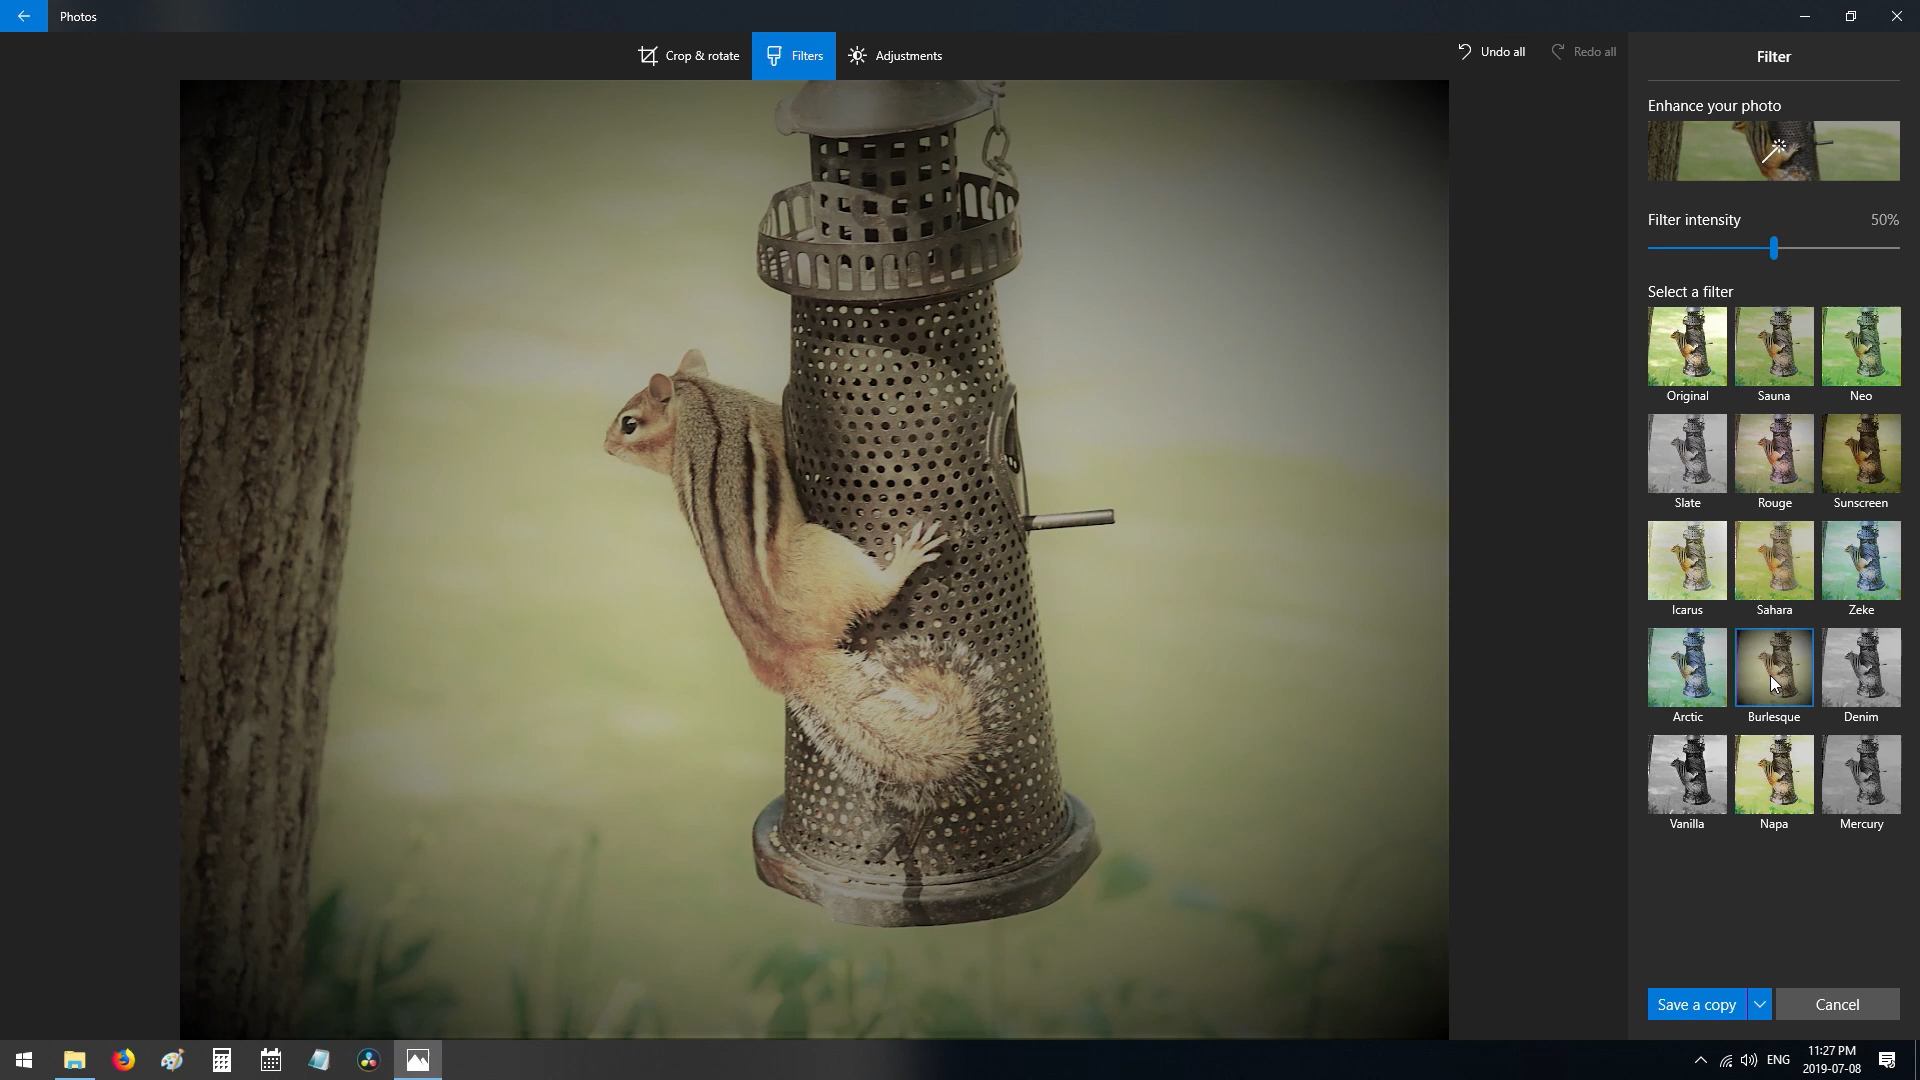 Photos
Crop & rotate
Filters
Adjustments
Undo all
Redo all
Filter
Enhance your photo
Filter intensity 50%
Select a filter
Original Sauna Neo
Slate Rouge Sunscreen
Icarus Sahara Zeke
Arctic Burlesque Denim
Vanilla Napa Mercury
Save a copy
Cancel
ENG
11:27 PM
2019-07-08